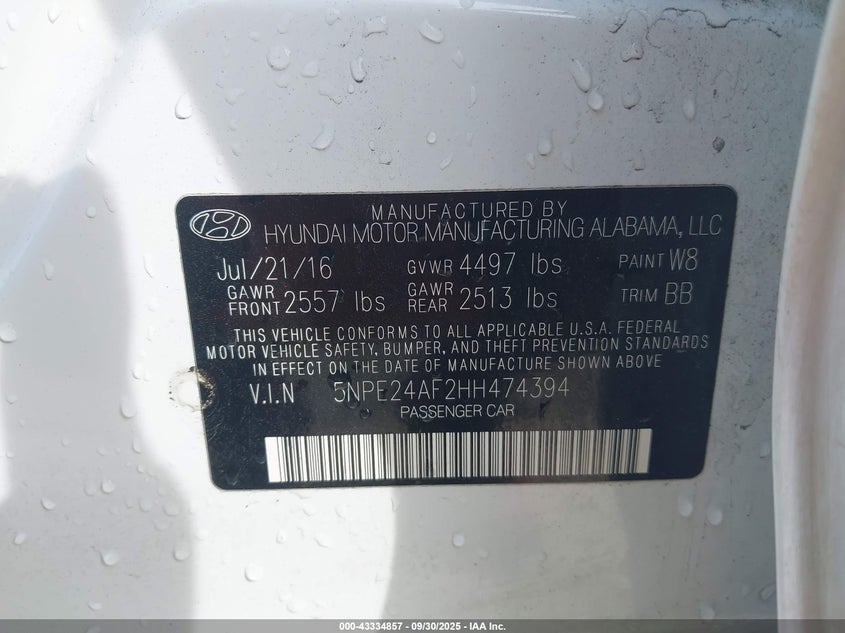 MANUFACTURED BY
HYUNDAI MOTOR MANUFACTURING ALABAMA, LLC
Jul/21/16 GVWR 4497 lbs PAINT W8
GAWR FRONT 2557 lbs GAWR REAR 2513 lbs TRIM BB
THIS VEHICLE CONFORMS TO ALL APPLICABLE U.S.A. FEDERAL
MOTOR VEHICLE SAFETY, BUMPER, AND THEFT PREVENTION STANDARDS
IN EFFECT ON THE DATE OF MANUFACTURE SHOWN ABOVE
V.I.N 5NPE24AF2HH474394
PASSENGER CAR
000-43334857 - 09/30/2025 - IAA Inc.